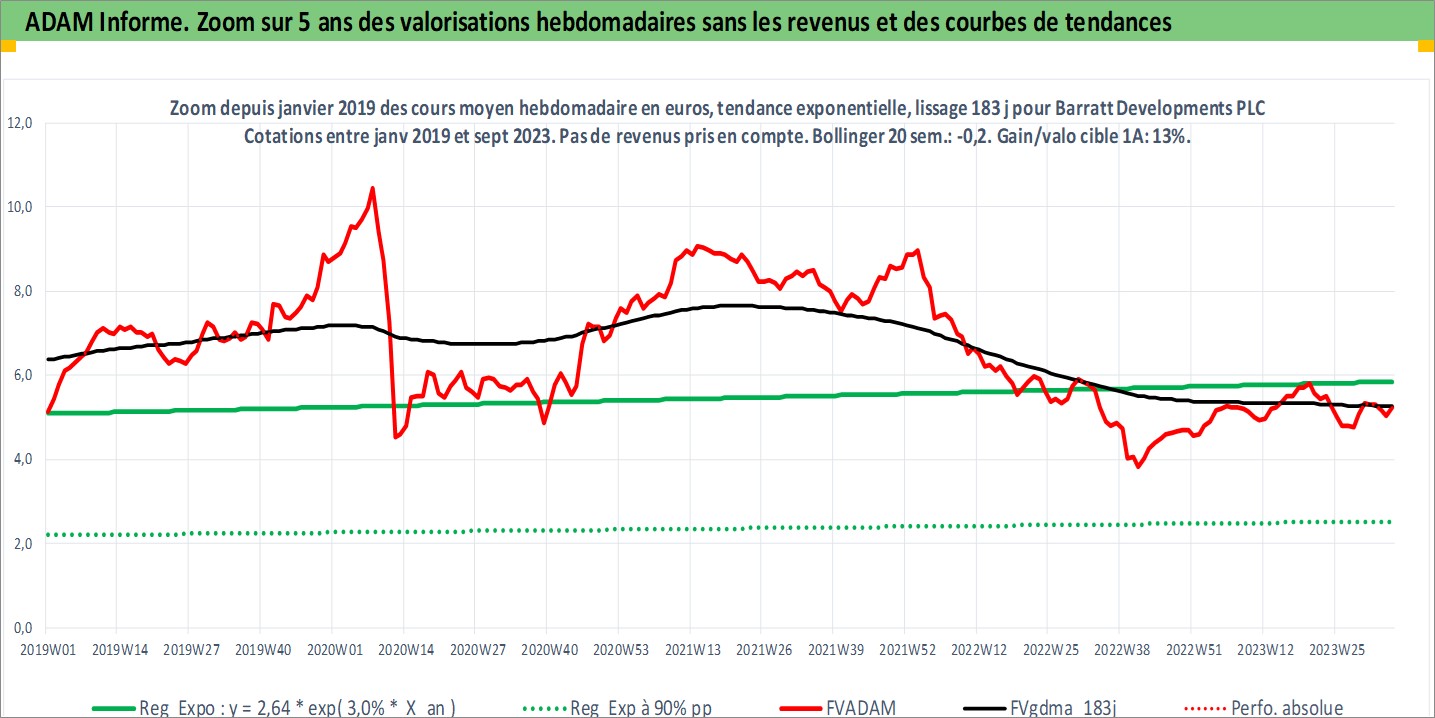 ADAM Informe. Zoom sur 5 ans des valorisations hebdomadaires sans les revenus et des courbes de tendances
Zoom depuis janvier 2019 des cours moyen hebdomadaire en euros, tendance exponentielle, lissage 183 j pour Barratt Developments PLC
Cotations entre janv 2019 et sept 2023. Pas de revenus pris en compte. Bollinger 20 sem.: -0,2. Gain/valo cible 1A: 13%.
12,0
10,0
8,0
6,0
4,0
2,0
0,0
2019W01 2019W14 2019W27 2019W40 2020W01 2020W14 2020W27 2020W40 2020W53 2021W13 2021W26 2021W39 2021W52 2022W12 2022W25 2022W38 2022W51 2023W12 2023W25
Reg Expo : y = 2,64 * exp( 3,0% * X an ) Reg Exp à 90% pp FVADAM FVgdma 183j Perfo. absolue